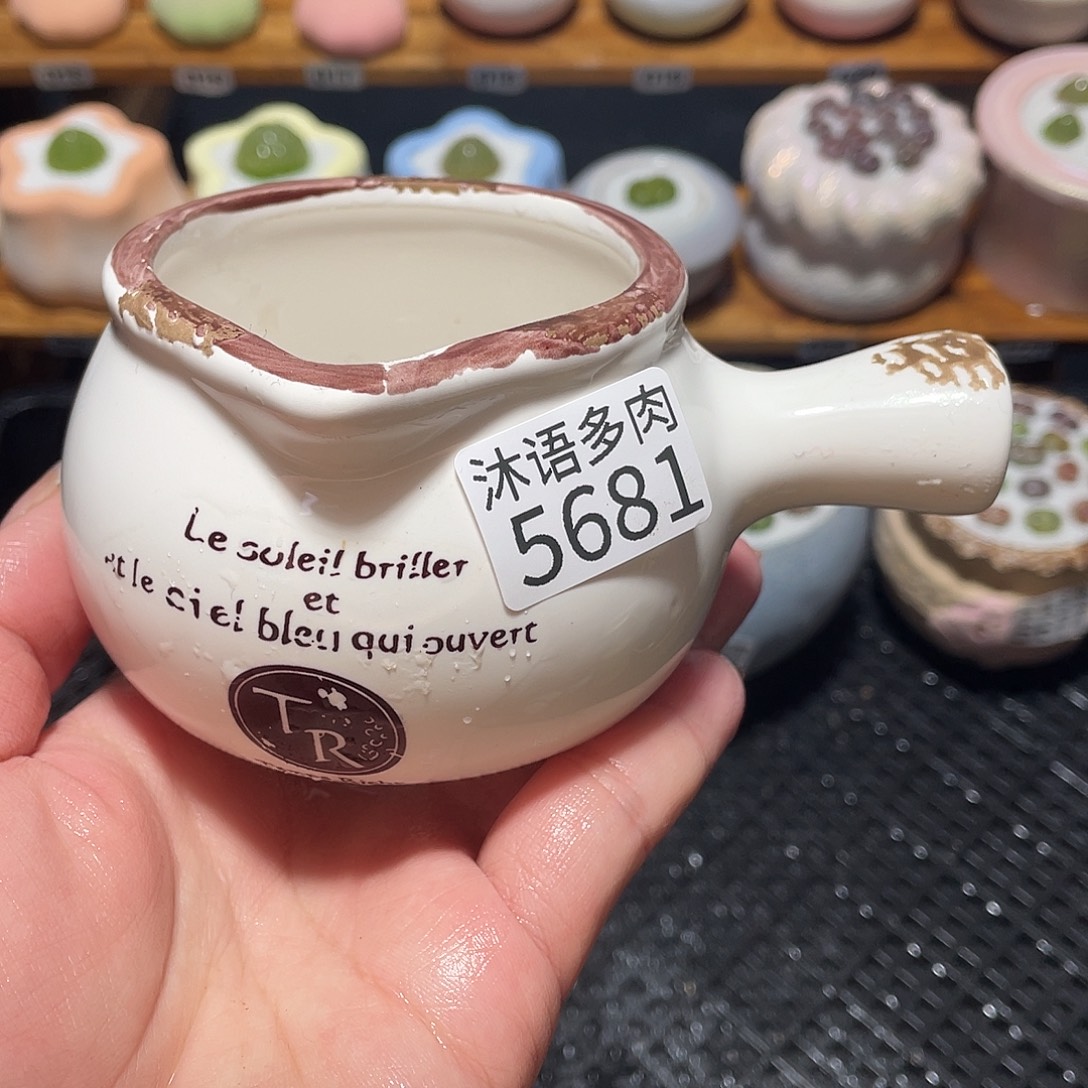 沐语多肉
5681
Le soleil briller
et
et le ciel bleu qui ouvert
TR